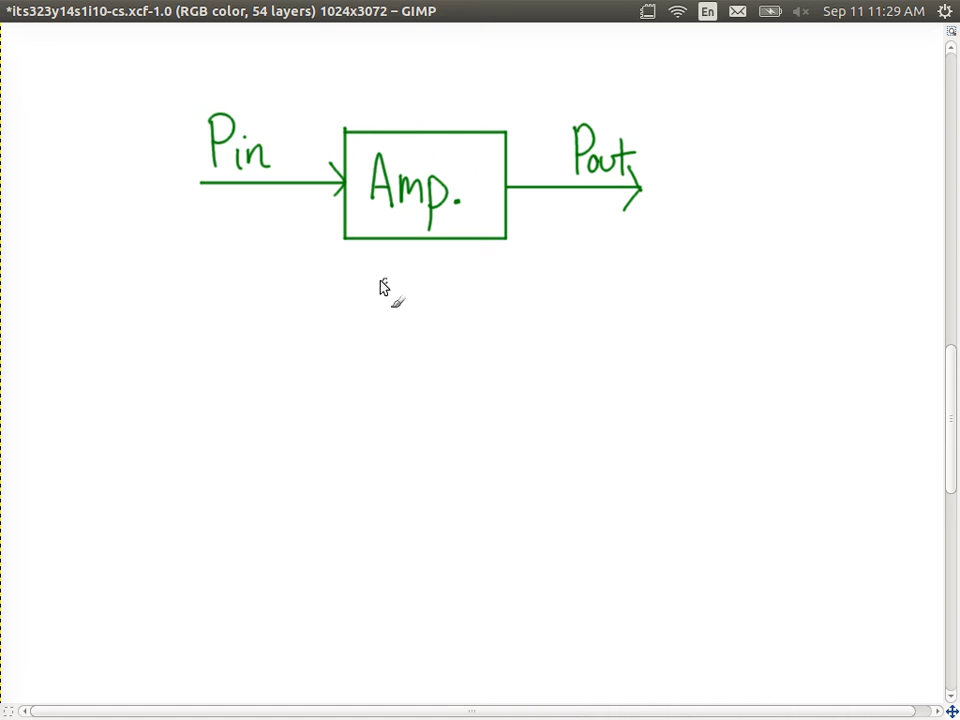 *its323y14s1i10-cs.xcf-1.0 (RGB color, 54 layers) 1024x3072 – GIMP
En
Sep 11 11:29 AM
Pin
Amp.
Pout